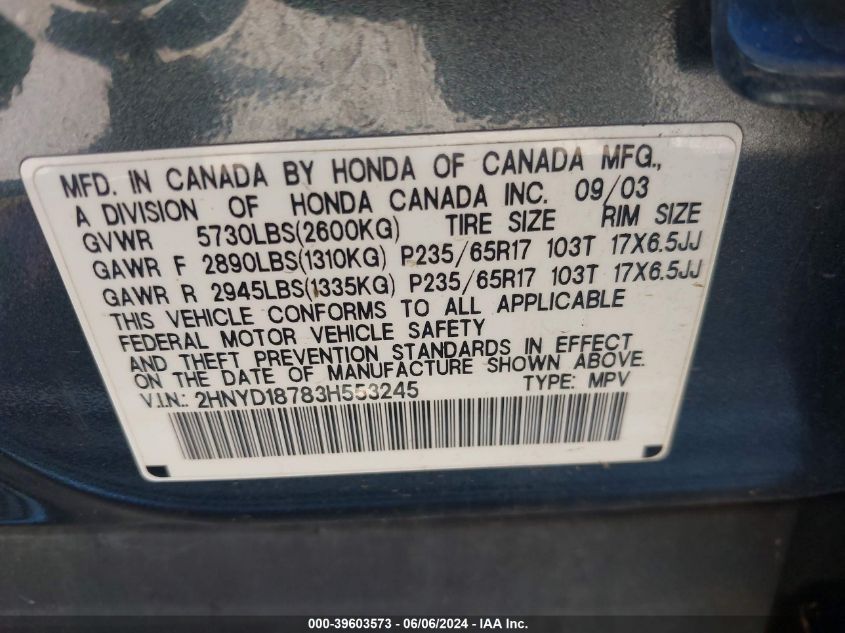 MFD. IN CANADA BY HONDA OF CANADA MFG.,
A DIVISION OF HONDA CANADA INC. 09/03
GVWR 5730LBS(2600KG) TIRE SIZE RIM SIZE
GAWR F 2890LBS(1310KG) P235/65R17 103T 17X6.5JJ
GAWR R 2945LBS(1335KG) P235/65R17 103T 17X6.5JJ
THIS VEHICLE CONFORMS TO ALL APPLICABLE
FEDERAL MOTOR VEHICLE SAFETY
AND THEFT PREVENTION STANDARDS IN EFFECT
ON THE DATE OF MANUFACTURE SHOWN ABOVE.
V.I.N.: 2HNYD18783H553245 TYPE: MPV
000-39603573 - 06/06/2024 - IAA Inc.